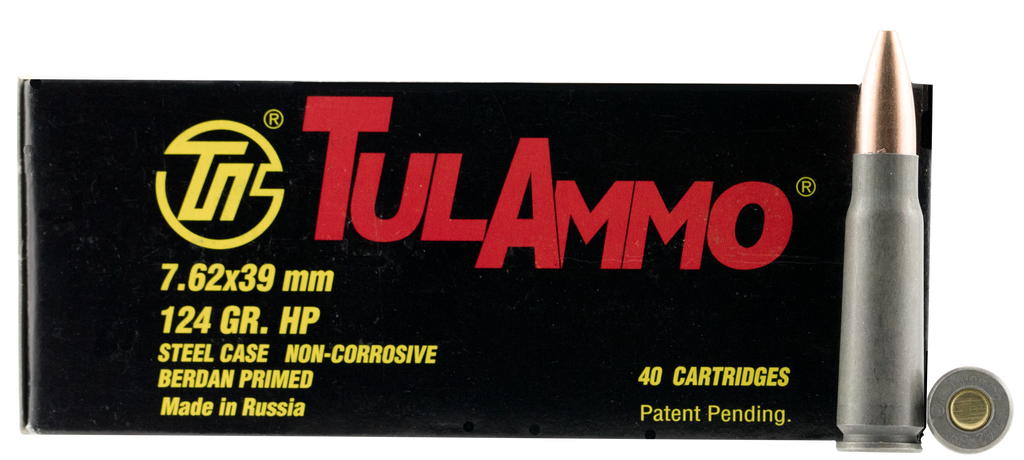 ® TULAMMO ®
7.62x39 mm
124 GR. HP
STEEL CASE NON-CORROSIVE
BERDAN PRIMED
Made in Russia
40 CARTRIDGES
Patent Pending.